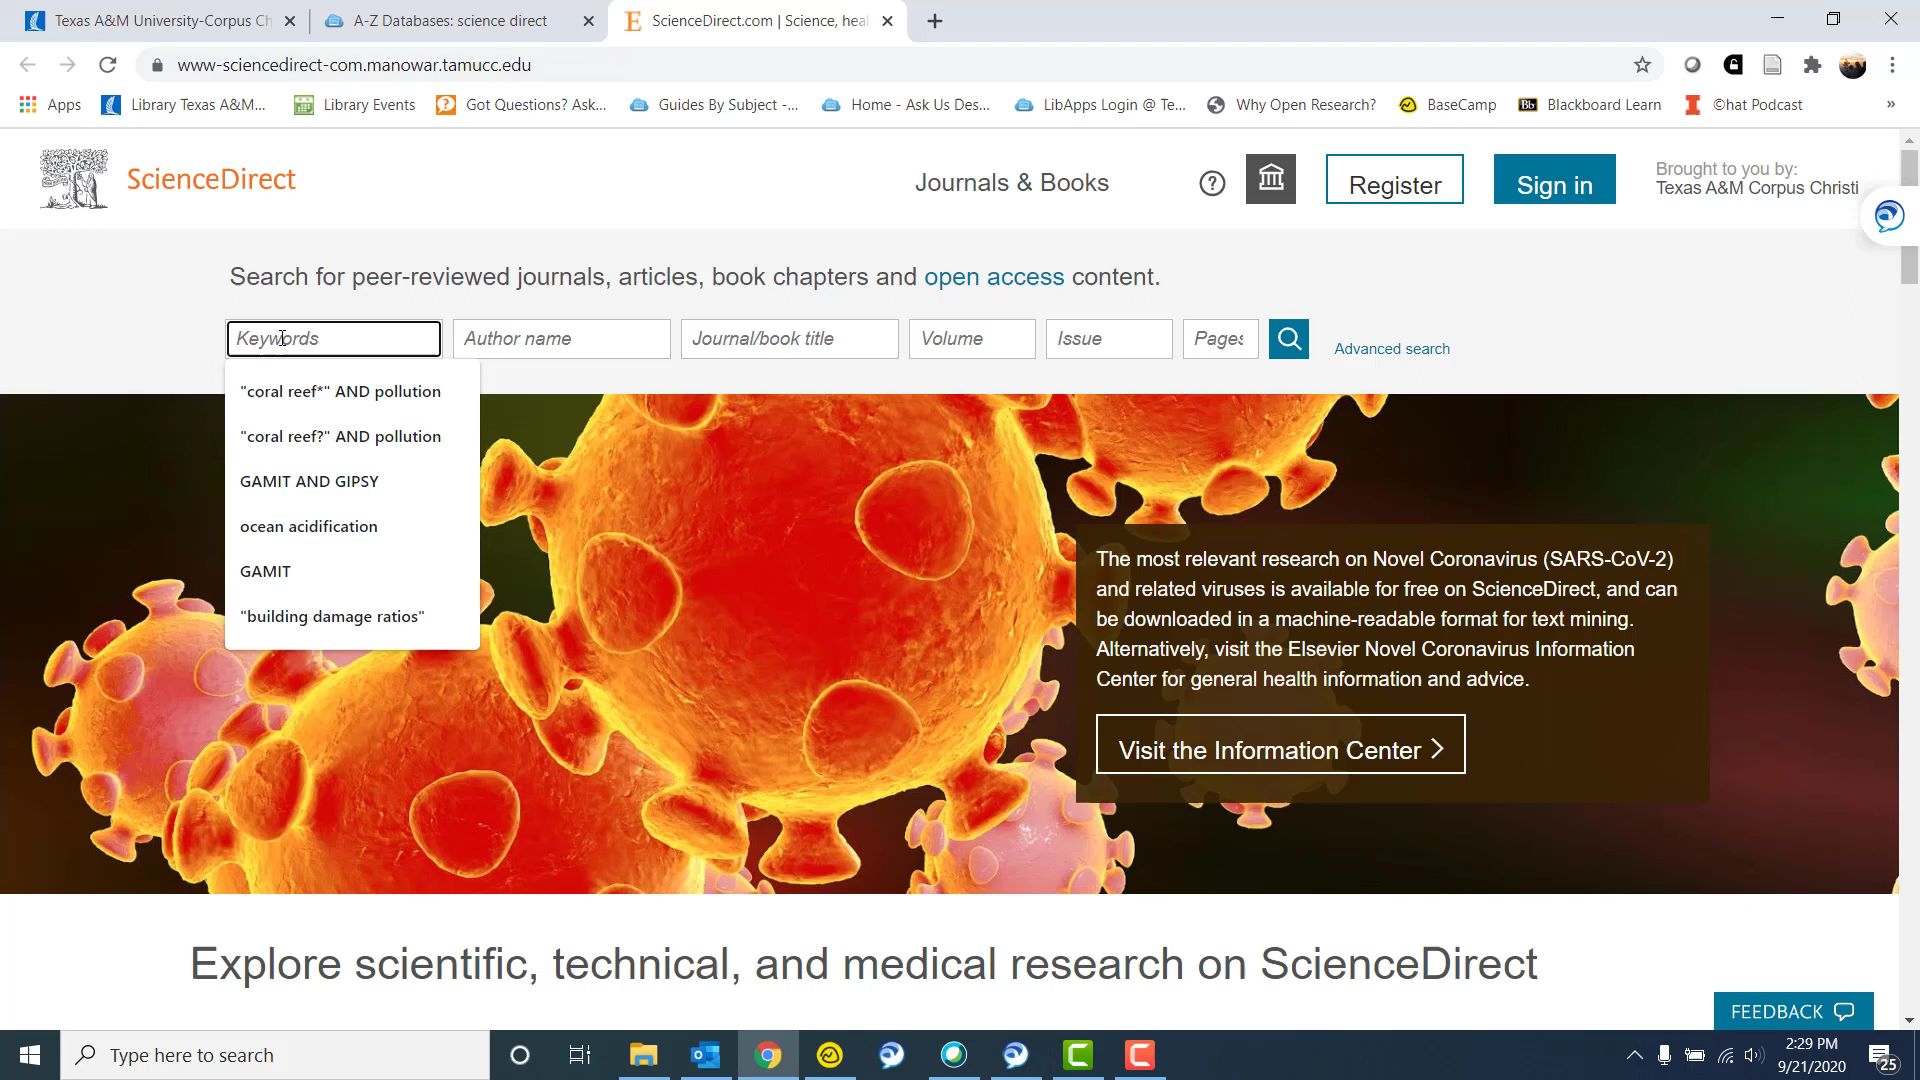 Texas A&M University-Corpus Ch
A-Z Databases: science direct
ScienceDirect.com | Science, heal
www-sciencedirect-com.manowar.tamucc.edu
Apps
Library Texas A&M...
Library Events
Got Questions? Ask...
Guides By Subject -...
Home - Ask Us Des...
LibApps Login @ Te...
Why Open Research?
BaseCamp
Bb
Blackboard Learn
©hat Podcast
»
ScienceDirect
Journals & Books
?
Register
Sign in
Brought to you by:
Texas A&M Corpus Christi
Search for peer-reviewed journals, articles, book chapters and open access content.
Keywords
Author name
Journal/book title
Volume
Issue
Pages
Advanced search
"coral reef*" AND pollution
"coral reef?" AND pollution
GAMIT AND GIPSY
ocean acidification
GAMIT
"building damage ratios"
The most relevant research on Novel Coronavirus (SARS-CoV-2)
and related viruses is available for free on ScienceDirect, and can
be downloaded in a machine-readable format for text mining.
Alternatively, visit the Elsevier Novel Coronavirus Information
Center for general health information and advice.
Visit the Information Center >
Explore scientific, technical, and medical research on ScienceDirect
FEEDBACK
Type here to search
2:29 PM
9/21/2020
25